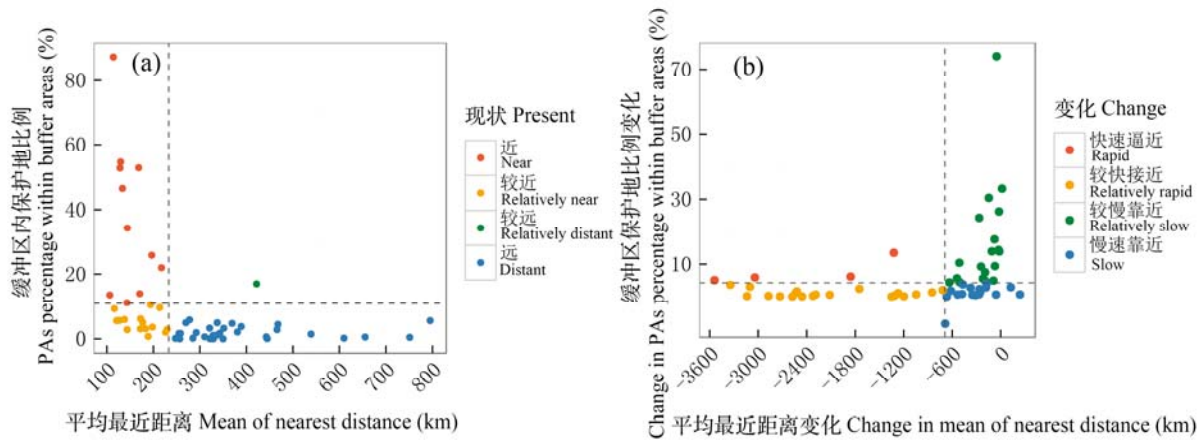 缓冲区内保护地比例
PAs percentage within buffer areas (%)
(a)
80
60
40
20
0
100
200
300
400
500
600
700
800
平均最近距离 Mean of nearest distance (km)
现状 Present
近
Near
较近
Relatively near
较远
Relatively distant
远
Distant
缓冲区保护地比例变化
Change in PAs percentage within buffer areas (%)
(b)
70
50
30
10
−3600
−3000
−2400
−1800
−1200
−600
0
平均最近距离变化 Change in mean of nearest distance (km)
变化 Change
快速逼近
Rapid
较快接近
Relatively rapid
较慢靠近
Relatively slow
慢速靠近
Slow